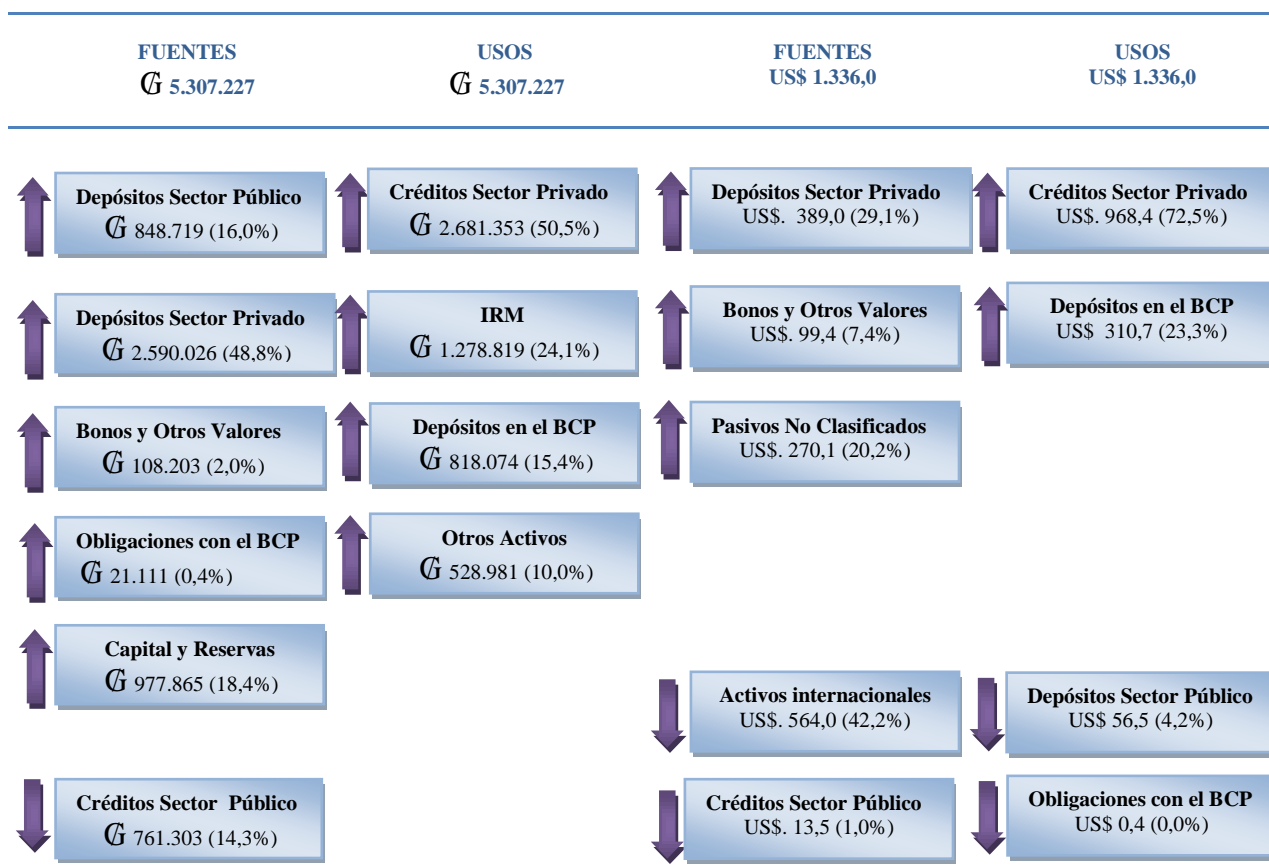 FUENTES
₲ 5.307.227
USOS
₲ 5.307.227
FUENTES
US$ 1.336,0
USOS
US$ 1.336,0
Depósitos Sector Público
₲ 848.719 (16,0%)
Créditos Sector Privado
₲ 2.681.353 (50,5%)
Depósitos Sector Privado
US$. 389,0 (29,1%)
Créditos Sector Privado
US$. 968,4 (72,5%)
Depósitos Sector Privado
₲ 2.590.026 (48,8%)
IRM
₲ 1.278.819 (24,1%)
Bonos y Otros Valores
US$. 99,4 (7,4%)
Depósitos en el BCP
US$ 310,7 (23,3%)
Bonos y Otros Valores
₲ 108.203 (2,0%)
Depósitos en el BCP
₲ 818.074 (15,4%)
Pasivos No Clasificados
US$. 270,1 (20,2%)
Obligaciones con el BCP
₲ 21.111 (0,4%)
Otros Activos
₲ 528.981 (10,0%)
Capital y Reservas
₲ 977.865 (18,4%)
Activos internacionales
US$. 564,0 (42,2%)
Depósitos Sector Público
US$ 56,5 (4,2%)
Créditos Sector Público
₲ 761.303 (14,3%)
Créditos Sector Público
US$. 13,5 (1,0%)
Obligaciones con el BCP
US$ 0,4 (0,0%)